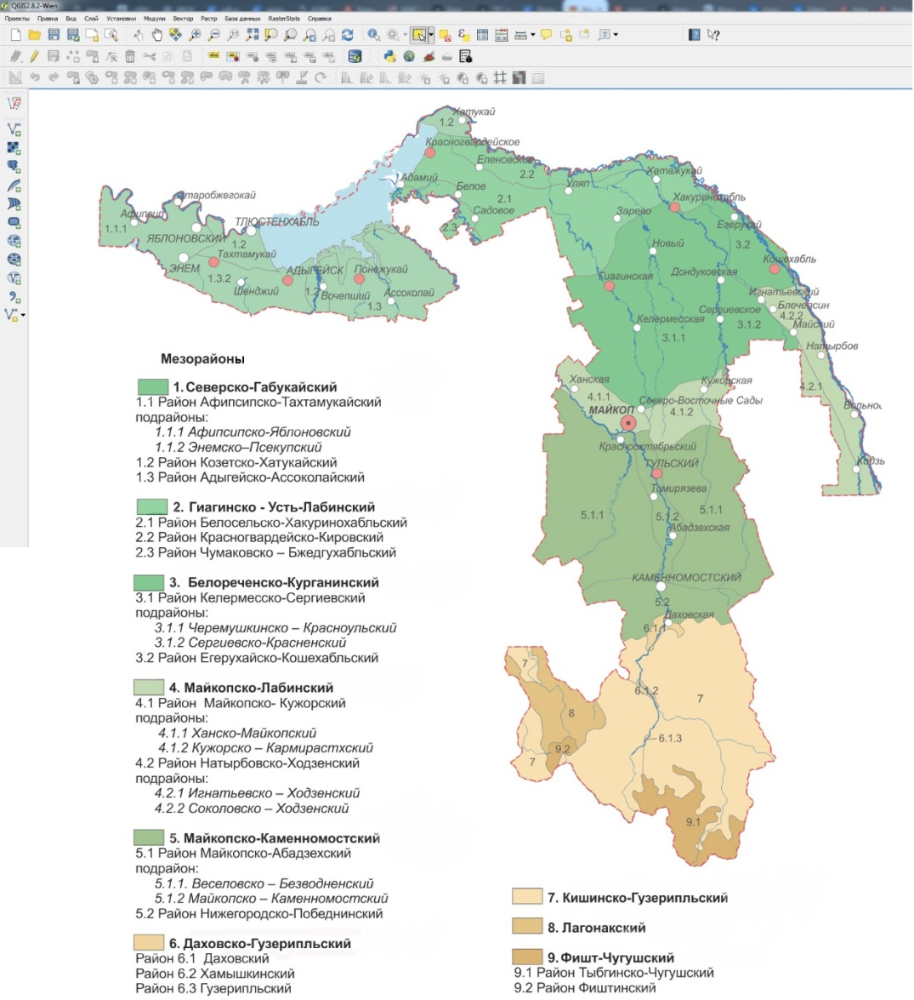 QGIS2.8.2-Wien
Проекты Правка Вид Слой Установки Модули Вектор Растр База данных RasterStats Справка
Хатукай
1.2
Красногвардейское
Еленовское
2.2
Адамий
Белое
2.1
Уляп
Хатажукай
Хакуринохабль
Старобжегокай
Афипсип
ТЛЮСТЕНХАБЛЬ
Садовое
2.3
Зарево
Егерухай
1.1.1
ЯБЛОНОВСКИЙ
1.2
Тахтамукай
Новый
3.2
Кошехабль
ЭНЕМ
1.3.2
АДЫГЕЙСК
Понежукай
Гиагинская
Дондуковская
Шенджий
1.2
Вочепший
1.3
Ассоколай
Игнатьевский
Блечепсин
4.2.2
Сергиевское
Келермесская
3.1.2
Майский
3.1.1
Натырбов
Мезорайоны
1. Северско-Габукайский
1.1 Район Афипсипско-Тахтамукайский
подрайоны:
1.1.1 Афипсипско-Яблоновский
1.1.2 Энемско–Псекупский
1.2 Район Козетско-Хатукайский
1.3 Район Адыгейско-Ассоколайский
2. Гиагинско - Усть-Лабинский
2.1 Район Белосельско-Хакуринохабльский
2.2 Район Красногвардейско-Кировский
2.3 Район Чумаковско – Бжедгухабльский
3. Белореченско-Курганинский
3.1 Район Келермесско-Сергиевский
подрайоны:
3.1.1 Черемушкинско – Красноульский
3.1.2 Сергиевско-Красненский
3.2 Район Егерухайско-Кошехабльский
4. Майкопско-Лабинский
4.1 Район Майкопско- Кужорский
подрайоны:
4.1.1 Ханско-Майкопский
4.1.2 Кужорско – Кармирастхский
4.2 Район Натырбовско-Ходзенский
подрайоны:
4.2.1 Игнатьевско – Ходзенский
4.2.2 Соколовско – Ходзенский
5. Майкопско-Каменномостский
5.1 Район Майкопско-Абадзехский
подрайон:
5.1.1. Веселовско – Безводненский
5.1.2 Майкопско – Каменномостский
5.2 Район Нижегородско-Победнинский
6. Даховско-Гузерипльский
Район 6.1 Даховский
Район 6.2 Хамышкинский
Район 6.3 Гузерипльский
Ханская
4.1.1
Кужорская
Северо-Восточные Сады
4.1.2
4.2.1
МАЙКОП
Вольно
Краснооктябрьский
ТУЛЬСКИЙ
Ходзь
Тимирязева
5.1.1
5.1.2
5.1.1
Абадзехская
КАМЕННОМОСТСКИЙ
5.2
Даховская
6.1.1
7
6.1.2
7
8
6.1.3
9.2
7
9.1
7. Кишинско-Гузерипльский
8. Лагонакский
9. Фишт-Чугушский
9.1 Район Тыбгинско-Чугушский
9.2 Район Фиштинский